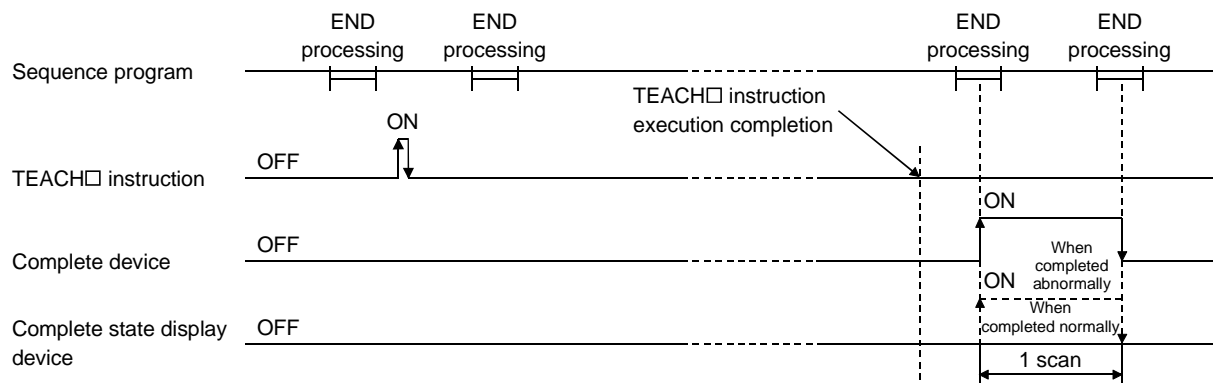 END processing
END processing
END processing
END processing
Sequence program
TEACH□ instruction
execution completion
ON
OFF
TEACH□ instruction
ON
OFF
Complete device
When
completed
abnormally
ON
When
completed normally
OFF
Complete state display
device
1 scan